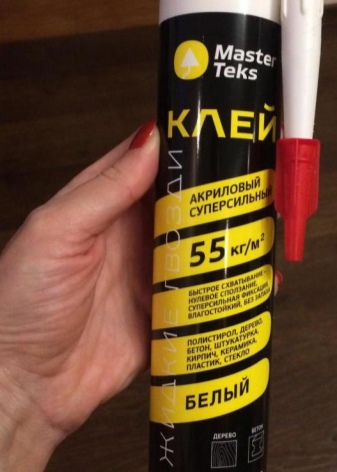 Master
Teks
КЛЕЙ
АКРИЛОВЫЙ
СУПЕРСИЛЬНЫЙ
55 кг/м²
БЫСТРОЕ СХВАТЫВАНИЕ
НУЛЕВОЕ СПОЛЗАНИЕ,
СУПЕРСИЛЬНАЯ ФИКСАЦИЯ,
ВЛАГОСТОЙКИЙ, БЕЗ ЗАПАХА
ПОЛИСТИРОЛ, ДЕРЕВО,
БЕТОН, ШТУКАТУРКА,
КИРПИЧ, КЕРАМИКА,
ПЛАСТИК, СТЕКЛО
БЕЛЫЙ
ЖИДКИЕ ГВОЗДИ
ДЕРЕВО
БЕТОН